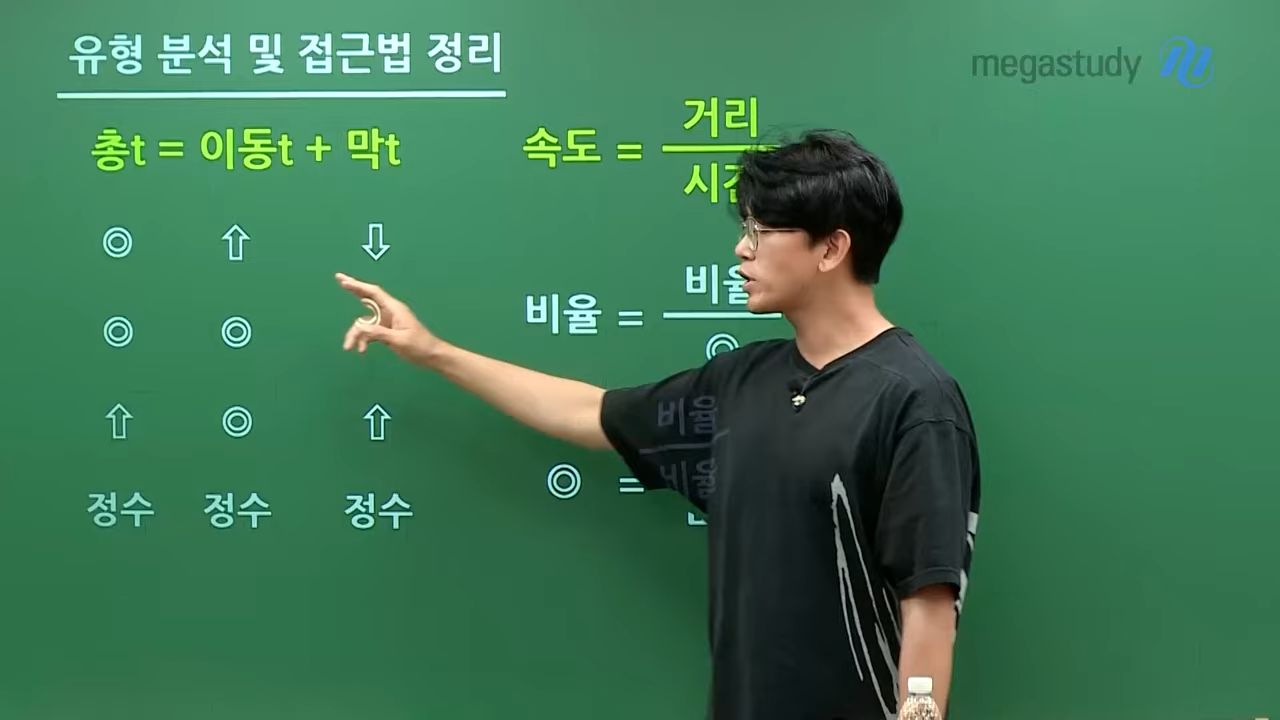 유형 분석 및 접근법 정리
megastudy
총t = 이동t + 막t
◎ ⇧ ⇩
◎ ◎
⇧ ◎ ⇧
정수 정수 정수
속도 = 거리
비율 =
◎
◎ =
비율